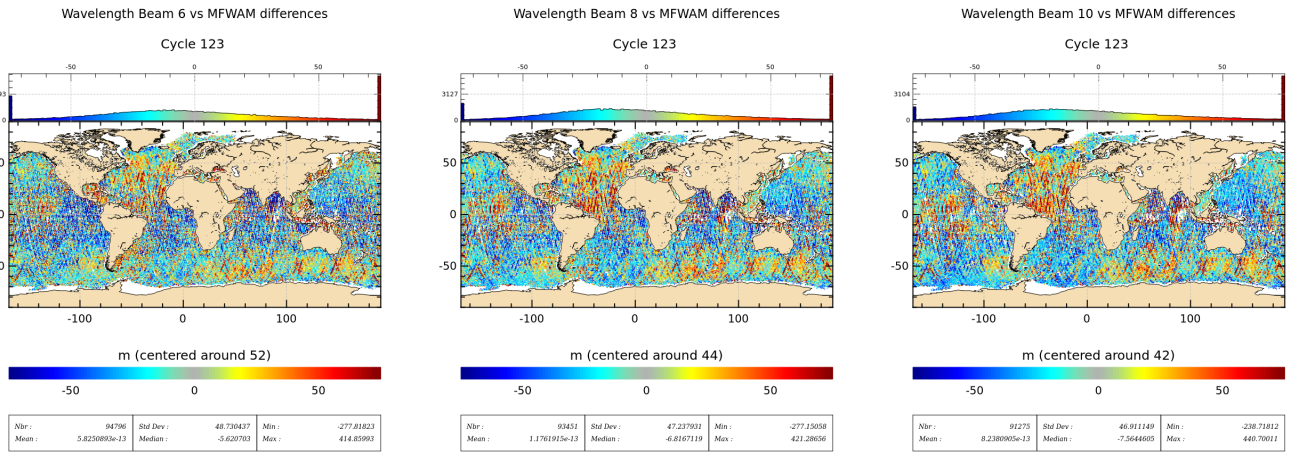 Wavelength Beam 6 vs MFWAM differences
Cycle 123
-50 0 50
0
0
-100 0 100
m (centered around 52)
-50 0 50
Nbr : 94796 Std Dev : 48.730437 Min : -277.81823
Mean : 5.8250893e-13 Median : -5.620703 Max : 414.85993
Wavelength Beam 8 vs MFWAM differences
Cycle 123
-50 0 50
3127
0
50
0
-50
-100 0 100
m (centered around 44)
-50 0 50
Nbr : 93451 Std Dev : 47.237931 Min : -277.15058
Mean : 1.1761915e-13 Median : -6.8167119 Max : 421.28656
Wavelength Beam 10 vs MFWAM differences
Cycle 123
-50 0 50
3104
0
50
0
-50
-100 0 100
m (centered around 42)
-50 0 50
Nbr : 91275 Std Dev : 46.911149 Min : -238.71812
Mean : 8.2380905e-13 Median : -7.5644605 Max : 440.70011